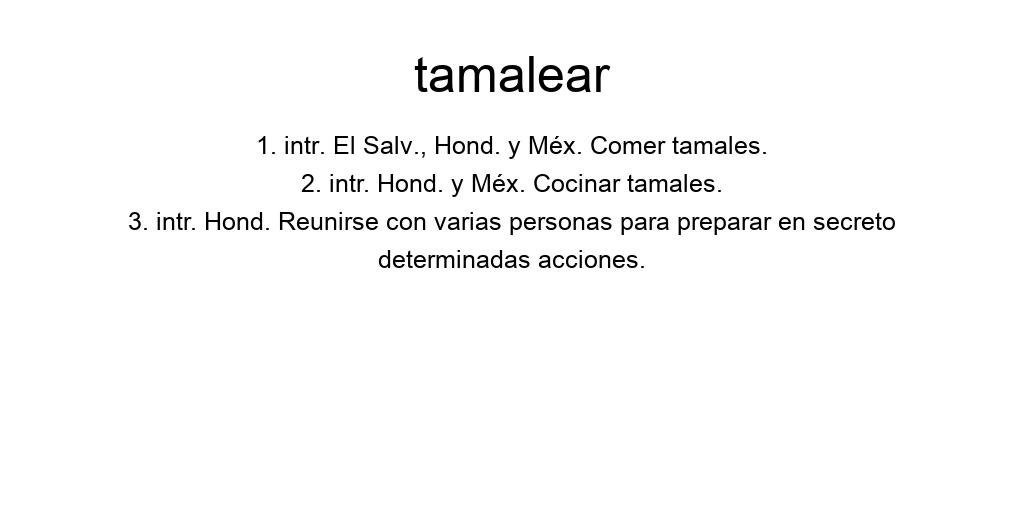 tamalear
1. intr. El Salv., Hond. y Méx. Comer tamales.
2. intr. Hond. y Méx. Cocinar tamales.
3. intr. Hond. Reunirse con varias personas para preparar en secreto
determinadas acciones.